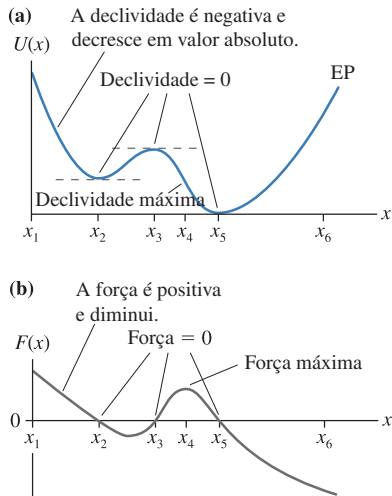 (a)
A declividade é negativa e
decresce em valor absoluto.
U(x)
Declividade = 0
EP
Declividade máxima
x
x₁ x₂ x₃ x₄ x₅ x₆
(b)
A força é positiva
e diminui.
F(x)
Força = 0
Força máxima
0
x
x₁ x₂ x₃ x₄ x₅ x₆